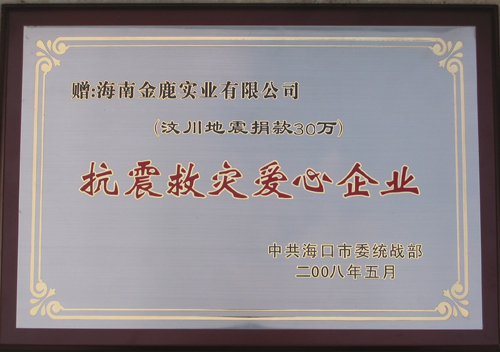 赠:海南金鹿实业有限公司
(汶川地震捐款30万)
抗震救灾爱心企业
中共海口市委统战部
二00八年五月